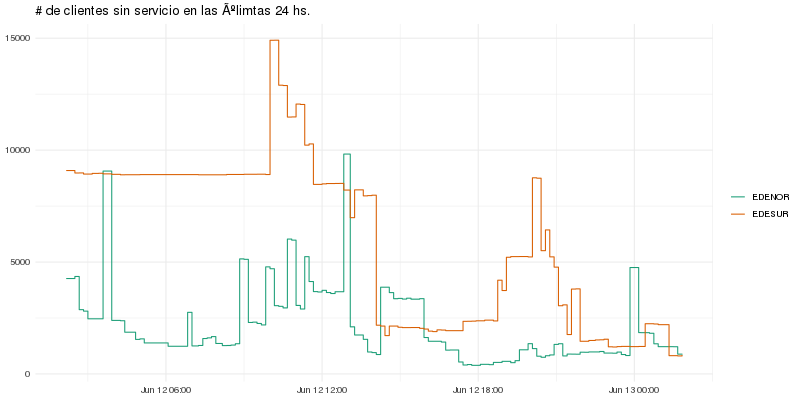 # de clientes sin servicio en las Ãºlimtas 24 hs.
15000
10000
5000
0
Jun 12 06:00
Jun 12 12:00
Jun 12 18:00
Jun 13 00:00
EDENOR
EDESUR